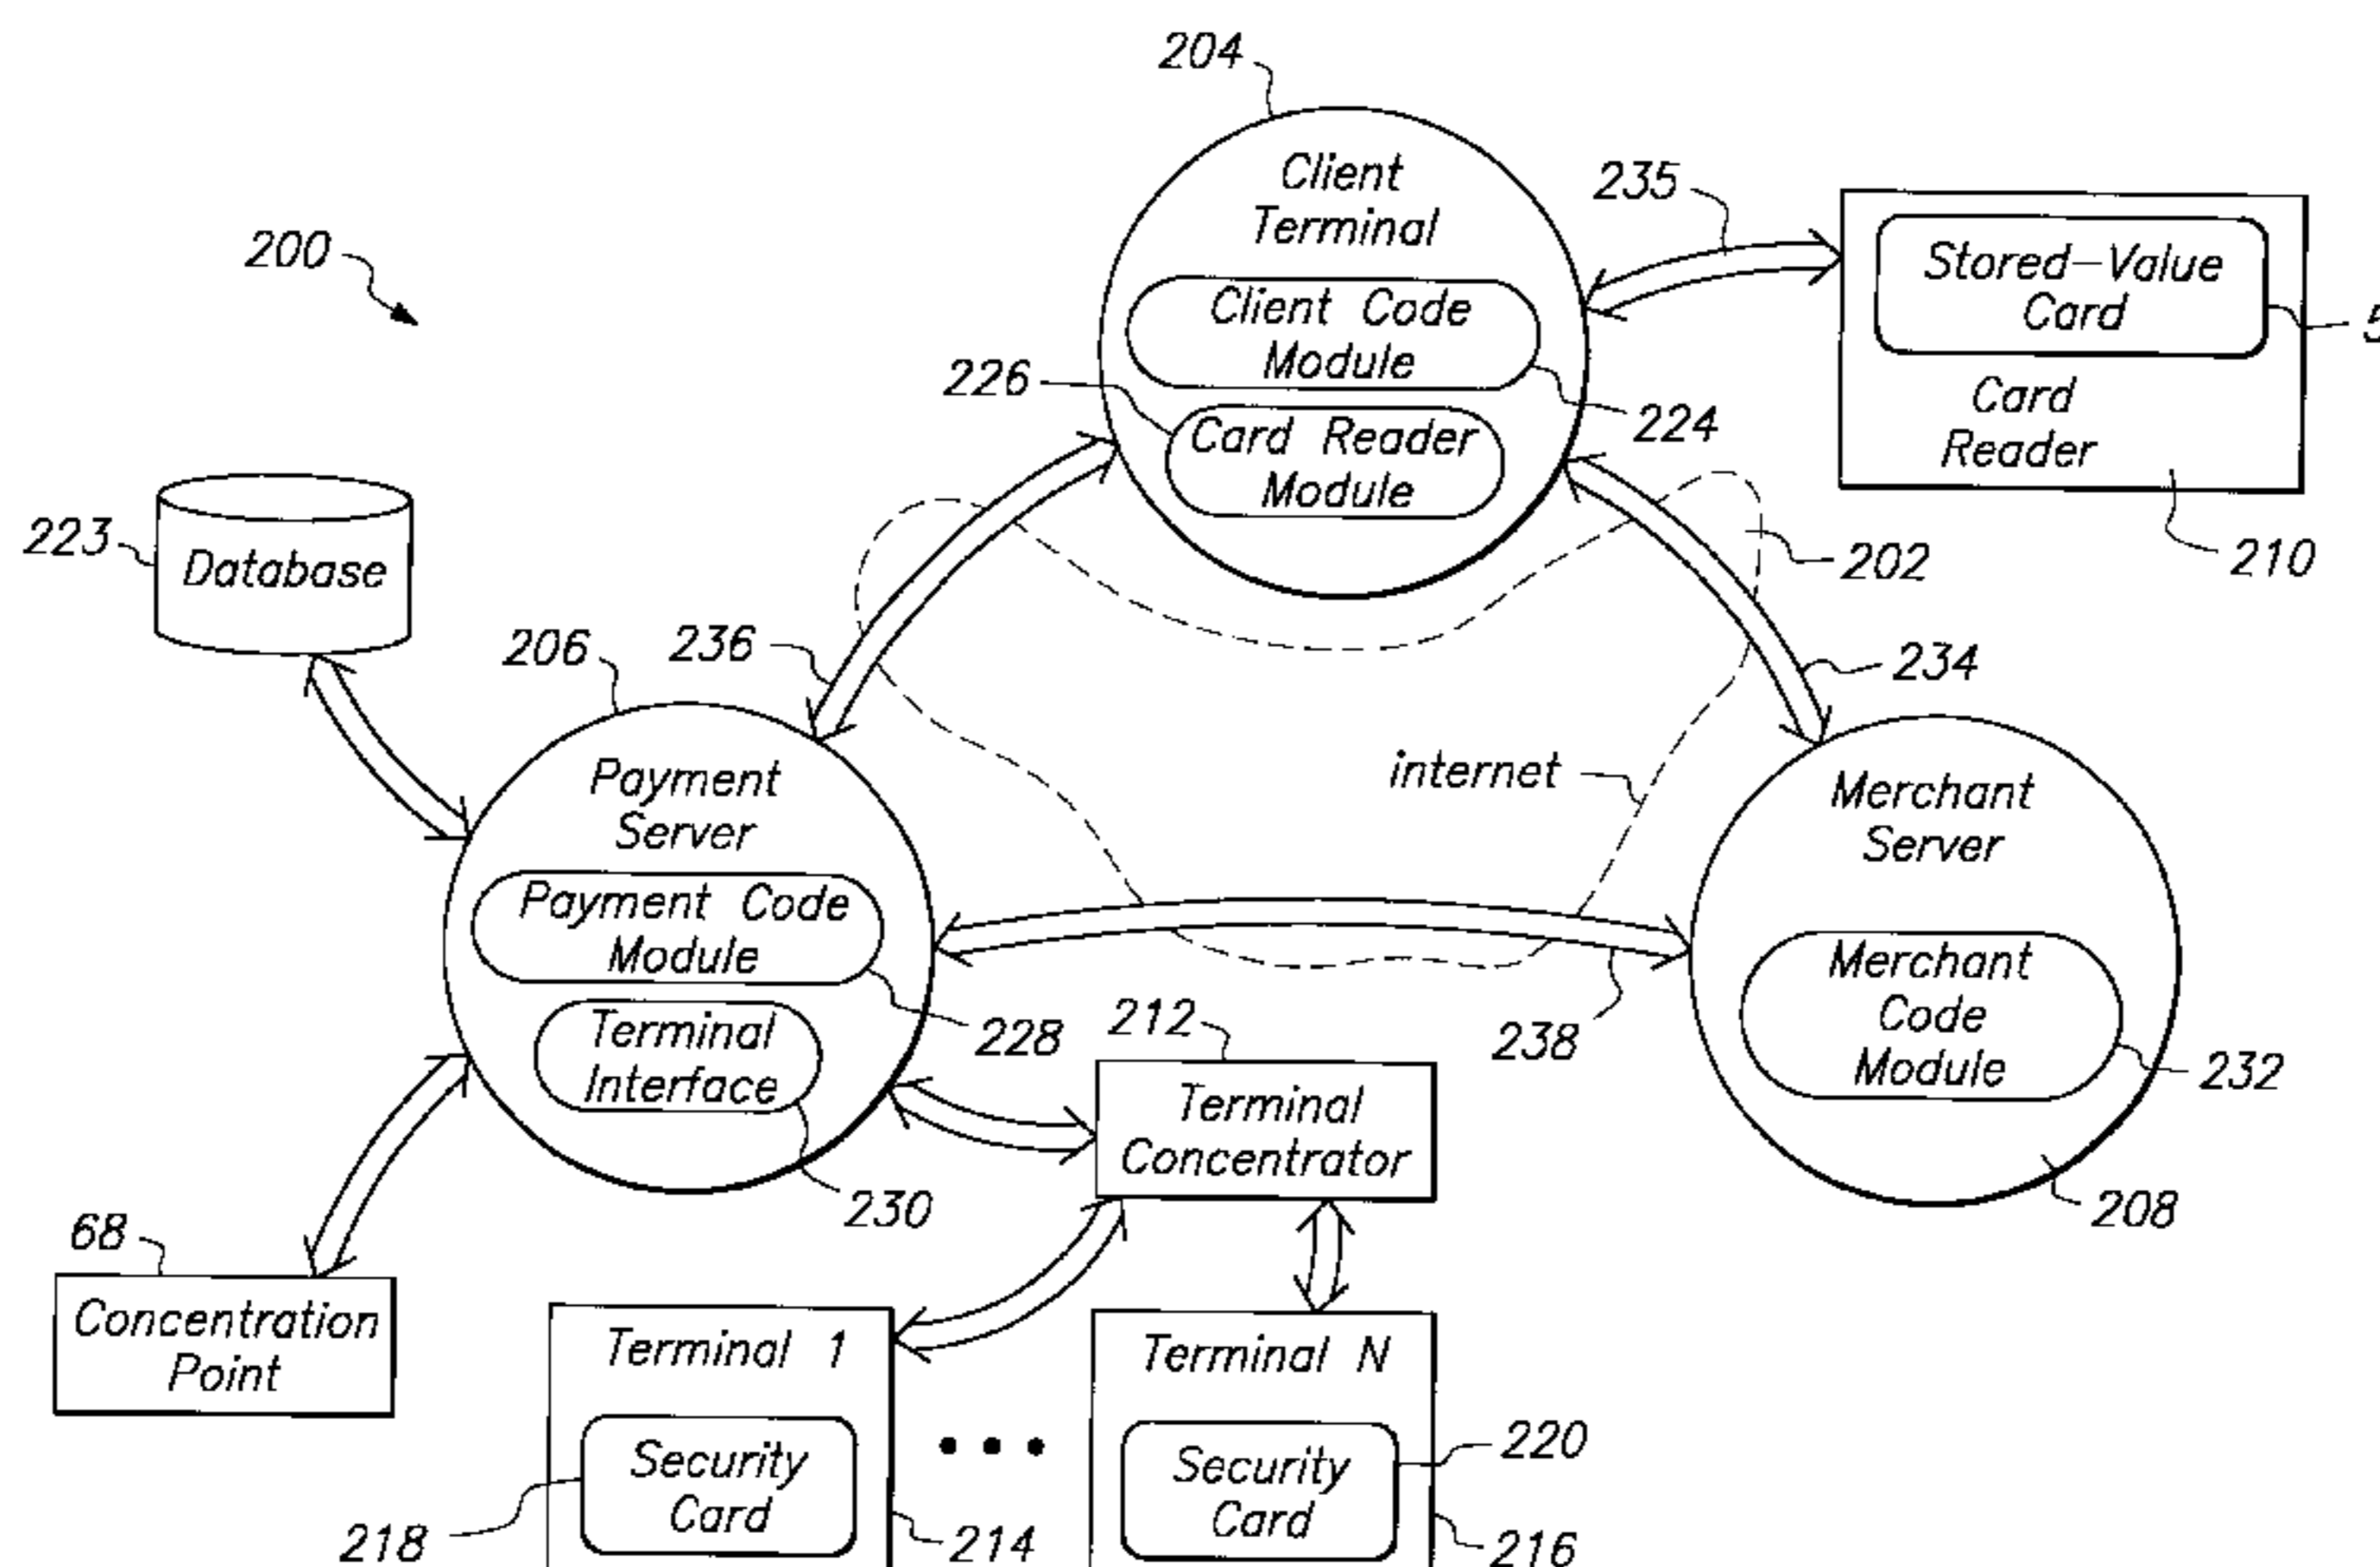 204
Client
Terminal
235
200
Stored-Value
Card
Client Code
Module
5
226
Card
Reader
224
Card Reader
Module
223
Database
202
210
206
236
234
internet
Payment
Server
Merchant
Server
Payment Code
Module
Merchant
Code
Module
212
228
238
Terminal
Interface
232
Terminal
Concentrator
230
208
68
Concentration
Point
Terminal 1
Terminal N
Security
Card
220
Security
Card
218
214
216